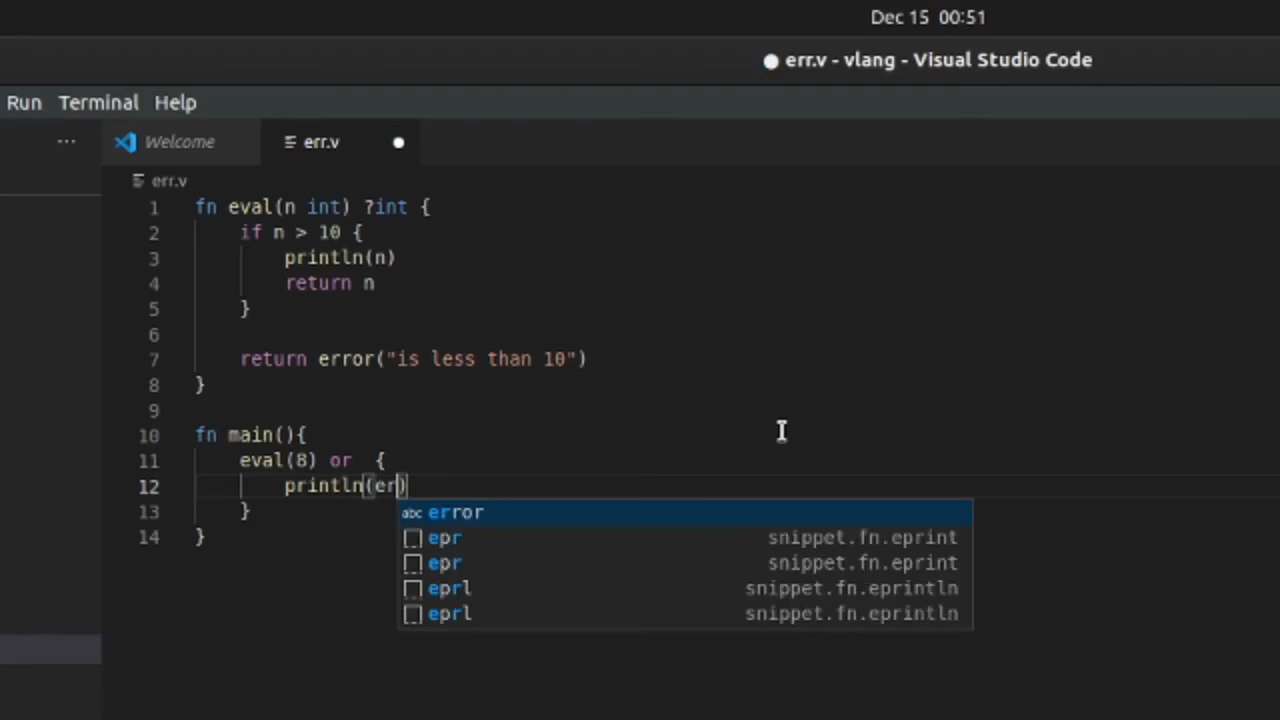 Dec 15 00:51
● err.v - vlang - Visual Studio Code
Run Terminal Help
··· Welcome err.v
err.v
1 fn eval(n int) ?int {
2 if n > 10 {
3 println(n)
4 return n
5 }
6
7 return error("is less than 10")
8 }
9
10 fn main(){
11 eval(8) or {
12 println(er)
13 }
14 }
abc error
epr snippet.fn.eprint
epr snippet.fn.eprint
eprl snippet.fn.eprintln
eprl snippet.fn.eprintln